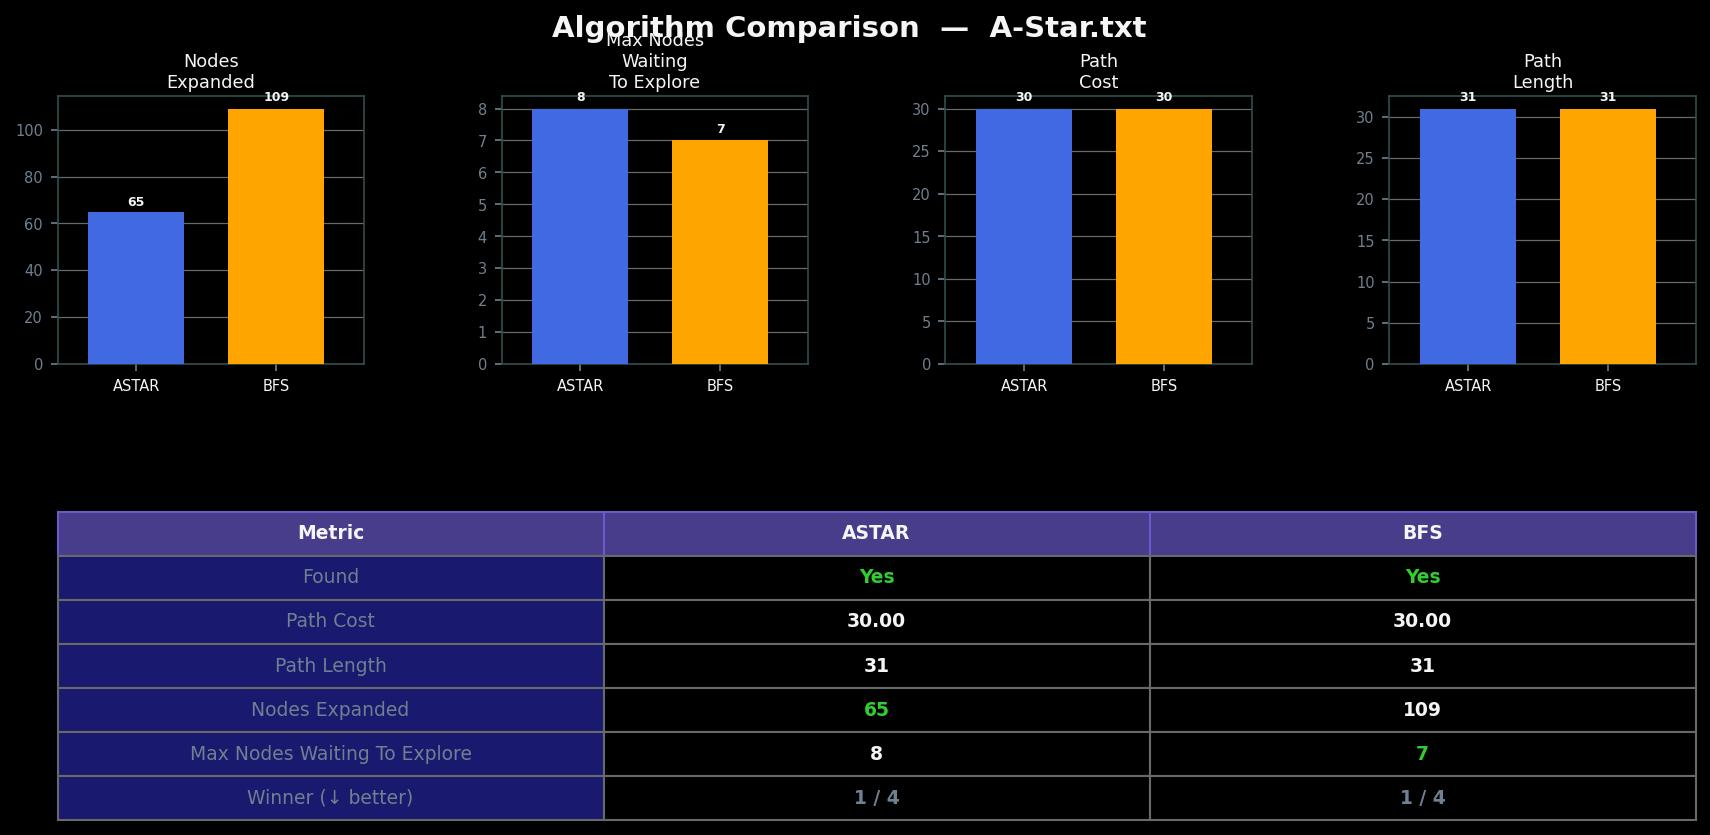 Algorithm Comparison — A-Star.txt
Nodes
Expanded
109
100
80
65
60
40
20
0
ASTAR BFS
Max Nodes
Waiting
To Explore
8
8
7
7
6
5
4
3
2
1
0
ASTAR BFS
Path
Cost
30 30
30
25
20
15
10
5
0
ASTAR BFS
Path
Length
31 31
30
25
20
15
10
5
0
ASTAR BFS
Metric ASTAR BFS
Found Yes Yes
Path Cost 30.00 30.00
Path Length 31 31
Nodes Expanded 65 109
Max Nodes Waiting To Explore 8 7
Winner (↓ better) 1 / 4 1 / 4